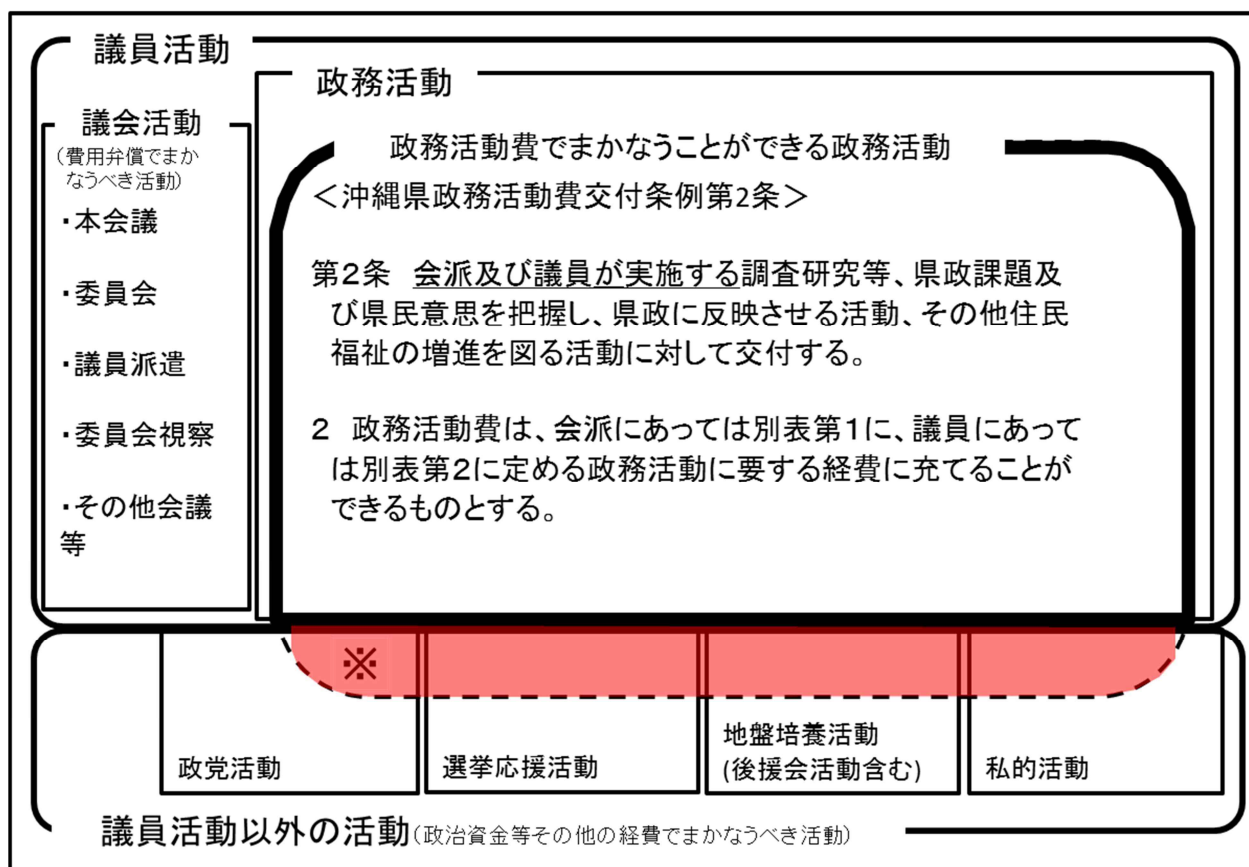 議員活動
政務活動
議会活動
(費用弁償でまか
なうべき活動)
・本会議
・委員会
・議員派遣
・委員会視察
・その他会議
等
政務活動費でまかなうことができる政務活動
＜沖縄県政務活動費交付条例第2条＞
第2条 会派及び議員が実施する調査研究等、県政課題及
び県民意思を把握し、県政に反映させる活動、その他住民
福祉の増進を図る活動に対して交付する。
2 政務活動費は、会派にあっては別表第1に、議員にあって
は別表第2に定める政務活動に要する経費に充てることが
できるものとする。
※
政党活動
選挙応援活動
地盤培養活動
(後援会活動含む)
私的活動
議員活動以外の活動(政治資金等その他の経費でまかなうべき活動)